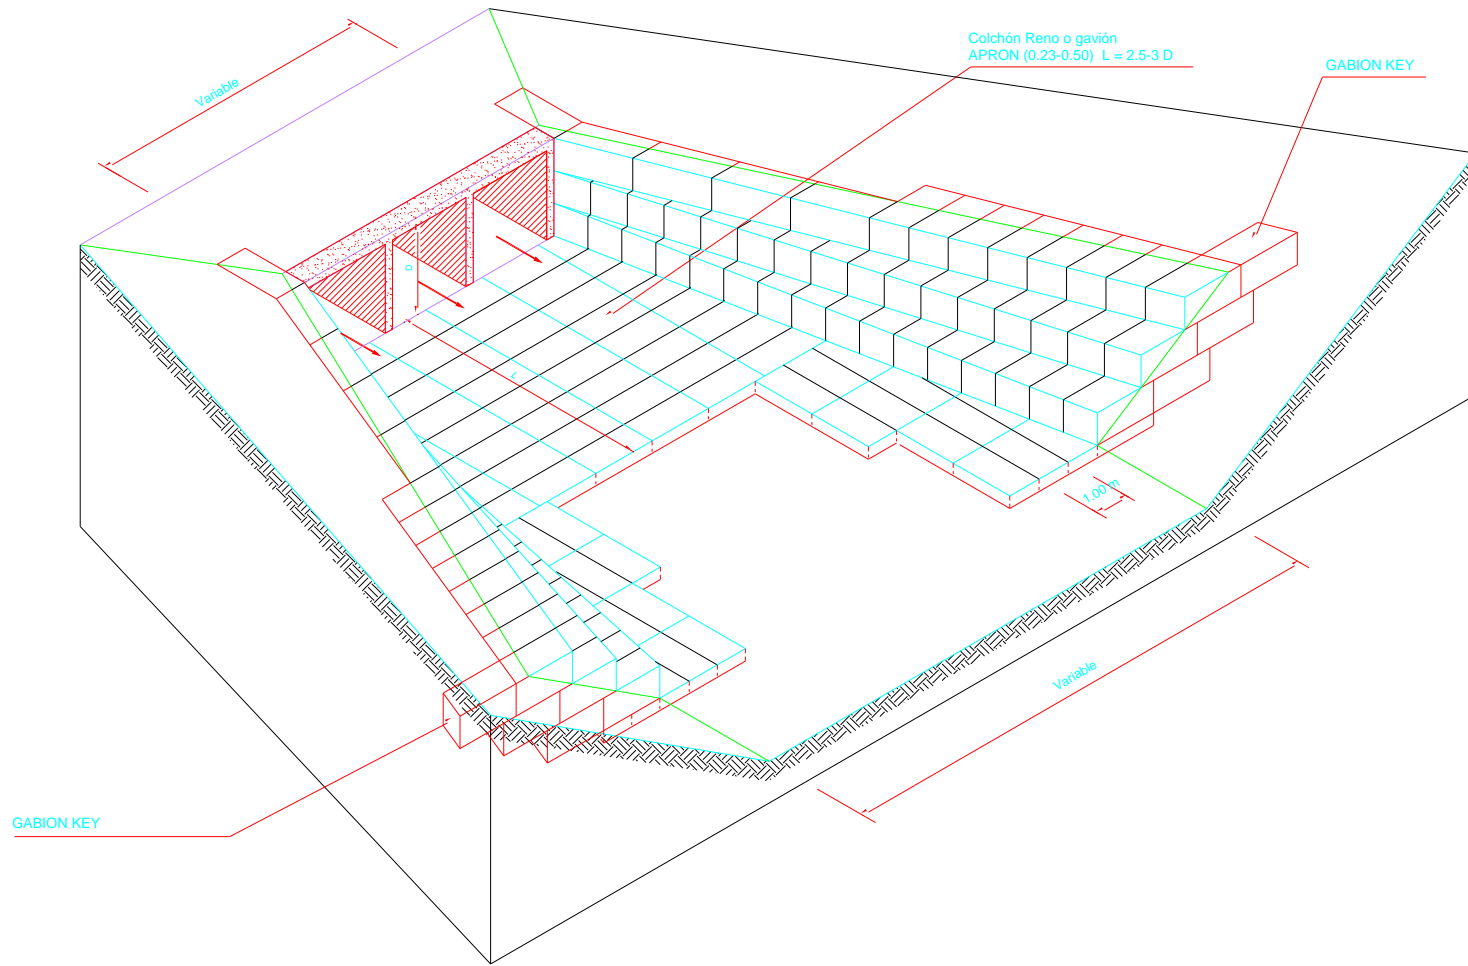 Colchón Reno o gavión
APRON (0.23-0.50) L = 2.5-3 D
GABION KEY
Variable
D
L
1.00 m
Variable
GABION KEY